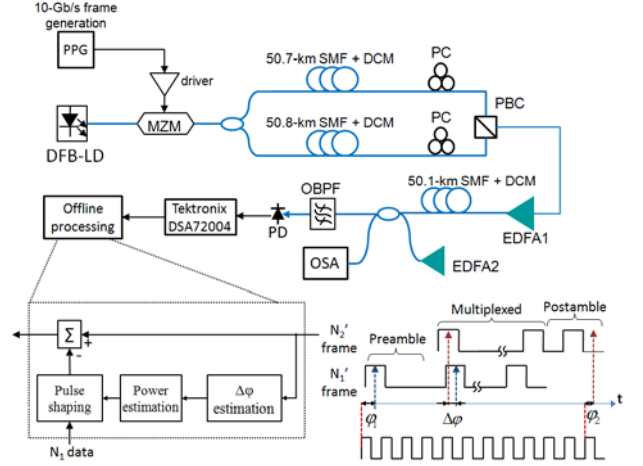 10-Gb/s frame
generation
PPG
driver
MZM
DFB-LD
50.7-km SMF + DCM
PC
50.8-km SMF + DCM
PC
PBC
50.1-km SMF + DCM
EDFA1
EDFA2
OBPF
OSA
PD
Tektronix
DSA72004
Offline
processing
Σ
+
-
Pulse
shaping
Power
estimation
Δφ
estimation
N₁ data
N₂'
frame
N₁'
frame
Preamble
Multiplexed
Postamble
t
φ₁
Δφ
φ₂